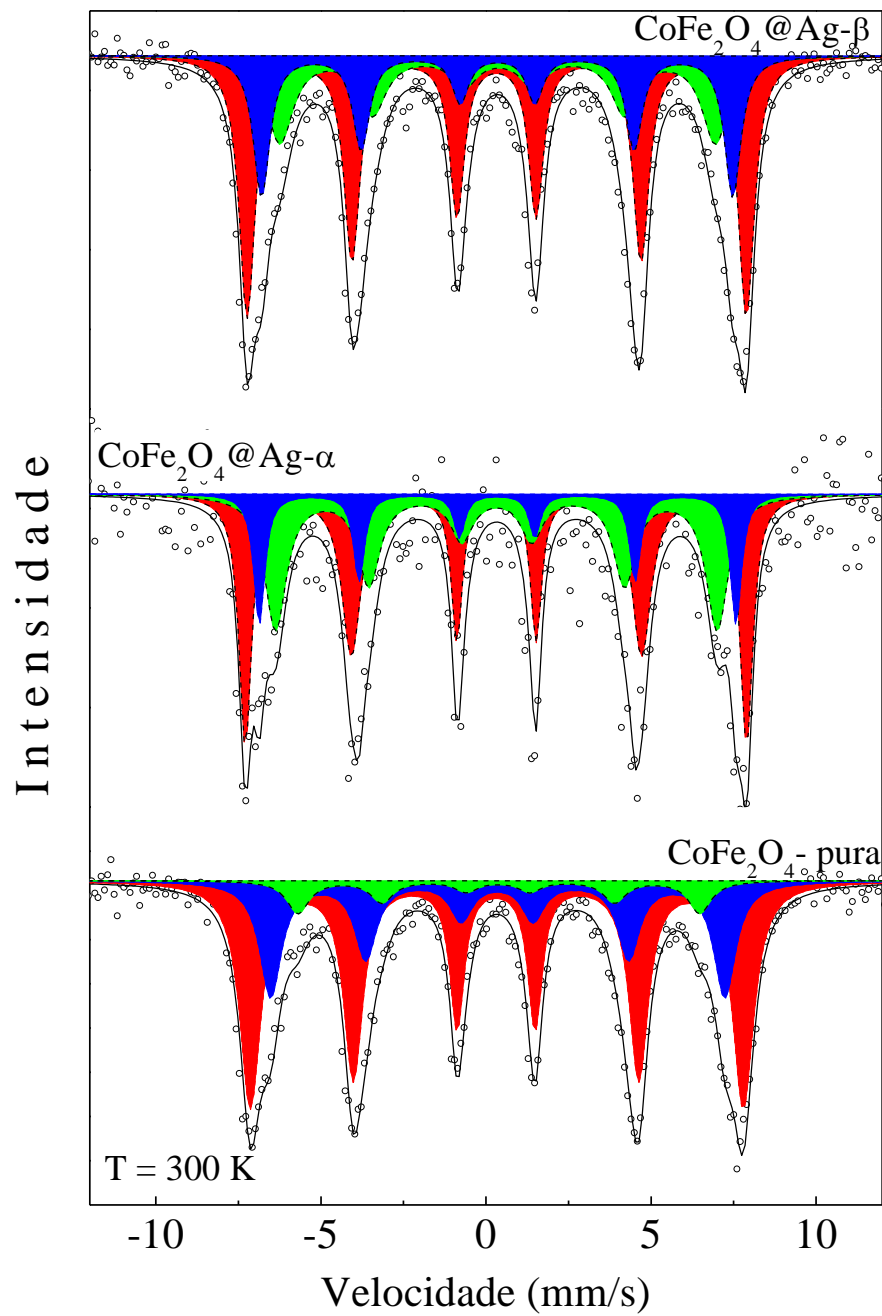 CoFe₂O₄@Ag-β
CoFe₂O₄@Ag-α
CoFe₂O₄- pura
T = 300 K
Intensidade
-10 -5 0 5 10
Velocidade (mm/s)